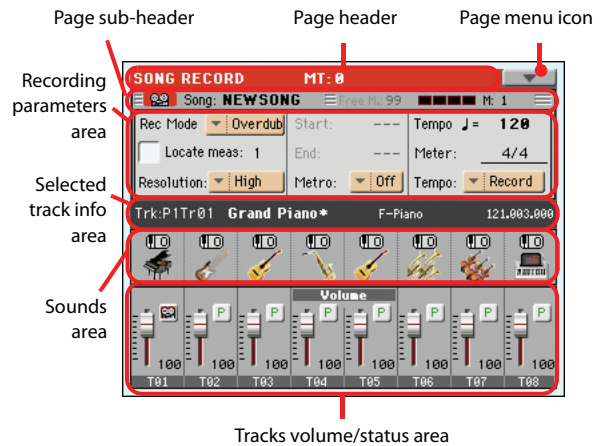 Page sub-header Page header Page menu icon
Recording parameters area
Selected track info area
Sounds area
SONG RECORD MT: 0
Song: NEWSONG Free M.: 99 M: 1
Rec Mode Overdub Start: --- Tempo ♩= 120
Locate meas: 1 End: --- Meter: 4/4
Resolution: High Metro: Off Tempo: Record
Trk:P1Tr01 Grand Piano* F-Piano 121.003.000
Volume
P P P P P P P
100 100 100 100 100 100 100 100
T01 T02 T03 T04 T05 T06 T07 T08
Tracks volume/status area